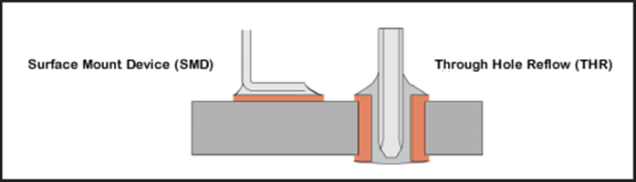 Surface Mount Device (SMD)
Through Hole Reflow (THR)